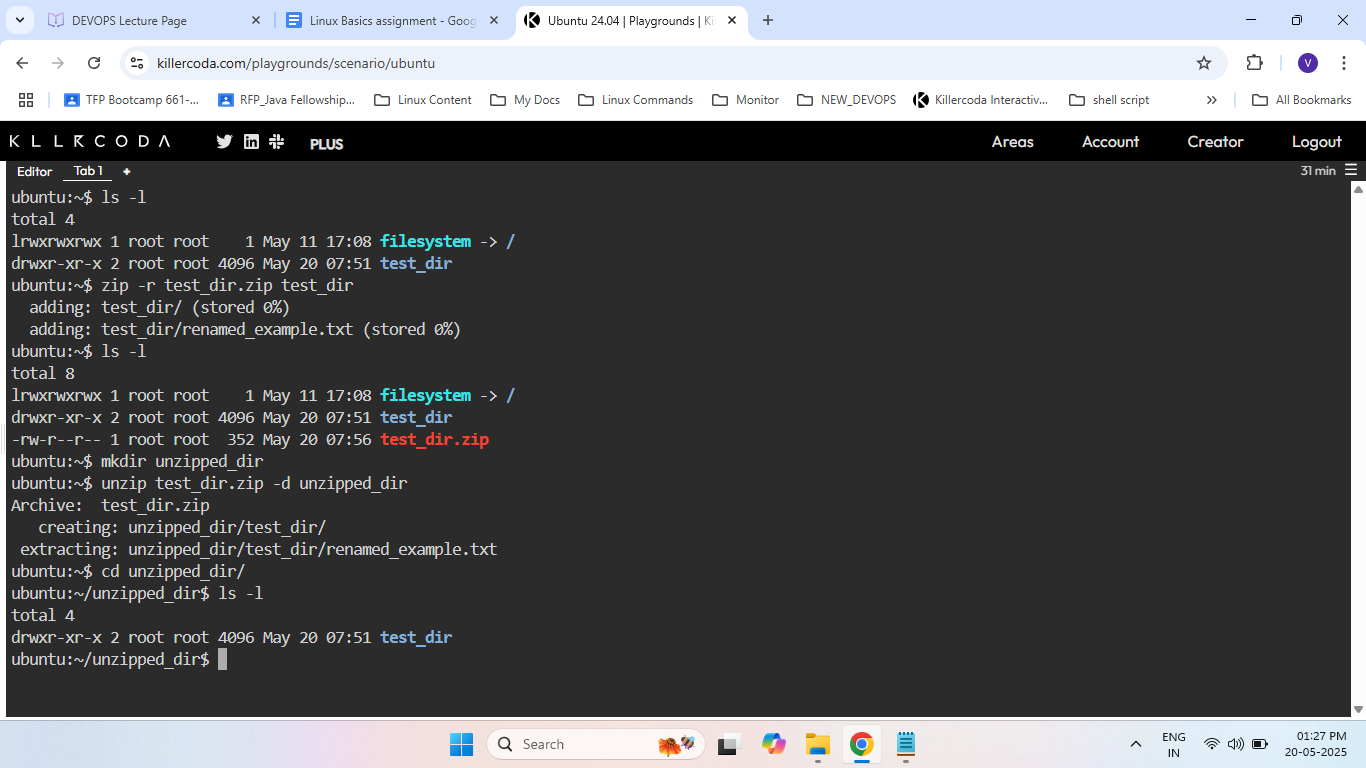 DEVOPS Lecture Page
Linux Basics assignment - Goog
Ubuntu 24.04 | Playgrounds | Ki
killercoda.com/playgrounds/scenario/ubuntu
V
TFP Bootcamp 661-...
RFP_Java Fellowship...
Linux Content
My Docs
Linux Commands
Monitor
NEW_DEVOPS
Killercoda Interactiv...
shell script
All Bookmarks
KLLRCODA
PLUS
Areas
Account
Creator
Logout
Editor
Tab 1
+
31 min
ubuntu:~$ ls -l
total 4
lrwxrwxrwx 1 root root    1 May 11 17:08 filesystem -> /
drwxr-xr-x 2 root root 4096 May 20 07:51 test_dir
ubuntu:~$ zip -r test_dir.zip test_dir
  adding: test_dir/ (stored 0%)
  adding: test_dir/renamed_example.txt (stored 0%)
ubuntu:~$ ls -l
total 8
lrwxrwxrwx 1 root root    1 May 11 17:08 filesystem -> /
drwxr-xr-x 2 root root 4096 May 20 07:51 test_dir
-rw-r--r-- 1 root root  352 May 20 07:56 test_dir.zip
ubuntu:~$ mkdir unzipped_dir
ubuntu:~$ unzip test_dir.zip -d unzipped_dir
Archive:  test_dir.zip
   creating: unzipped_dir/test_dir/
 extracting: unzipped_dir/test_dir/renamed_example.txt
ubuntu:~$ cd unzipped_dir/
ubuntu:~/unzipped_dir$ ls -l
total 4
drwxr-xr-x 2 root root 4096 May 20 07:51 test_dir
ubuntu:~/unzipped_dir$
Search
ENG
IN
01:27 PM
20-05-2025